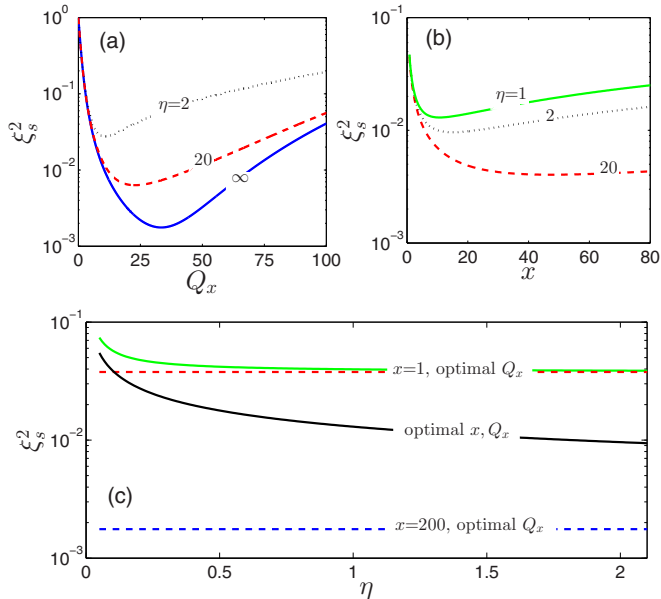 (a)
ξ_s^2
10^0
10^-1
10^-2
10^-3
η=2
20
∞
0 25 50 75 100
Q_x
(b)
ξ_s^2
10^-1
10^-2
10^-3
η=1
2
20
0 20 40 60 80
x
(c)
ξ_s^2
10^-1
10^-2
10^-3
x=1, optimal Q_x
optimal x, Q_x
x=200, optimal Q_x
0 0.5 1 1.5 2
η